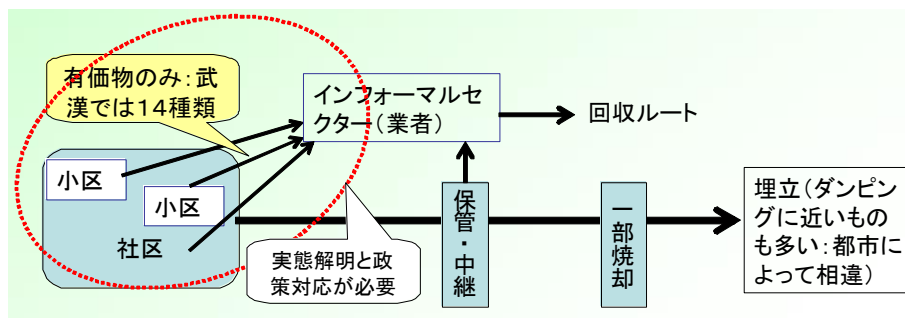 有価物のみ：武
漢では１４種類
インフォーマルセ
クター（業者）
回収ルート
小区
小区
社区
保管・中継
一部焼却
実態解明と政
策対応が必要
埋立（ダンピン
グに近いもの
も多い：都市に
よって相違）